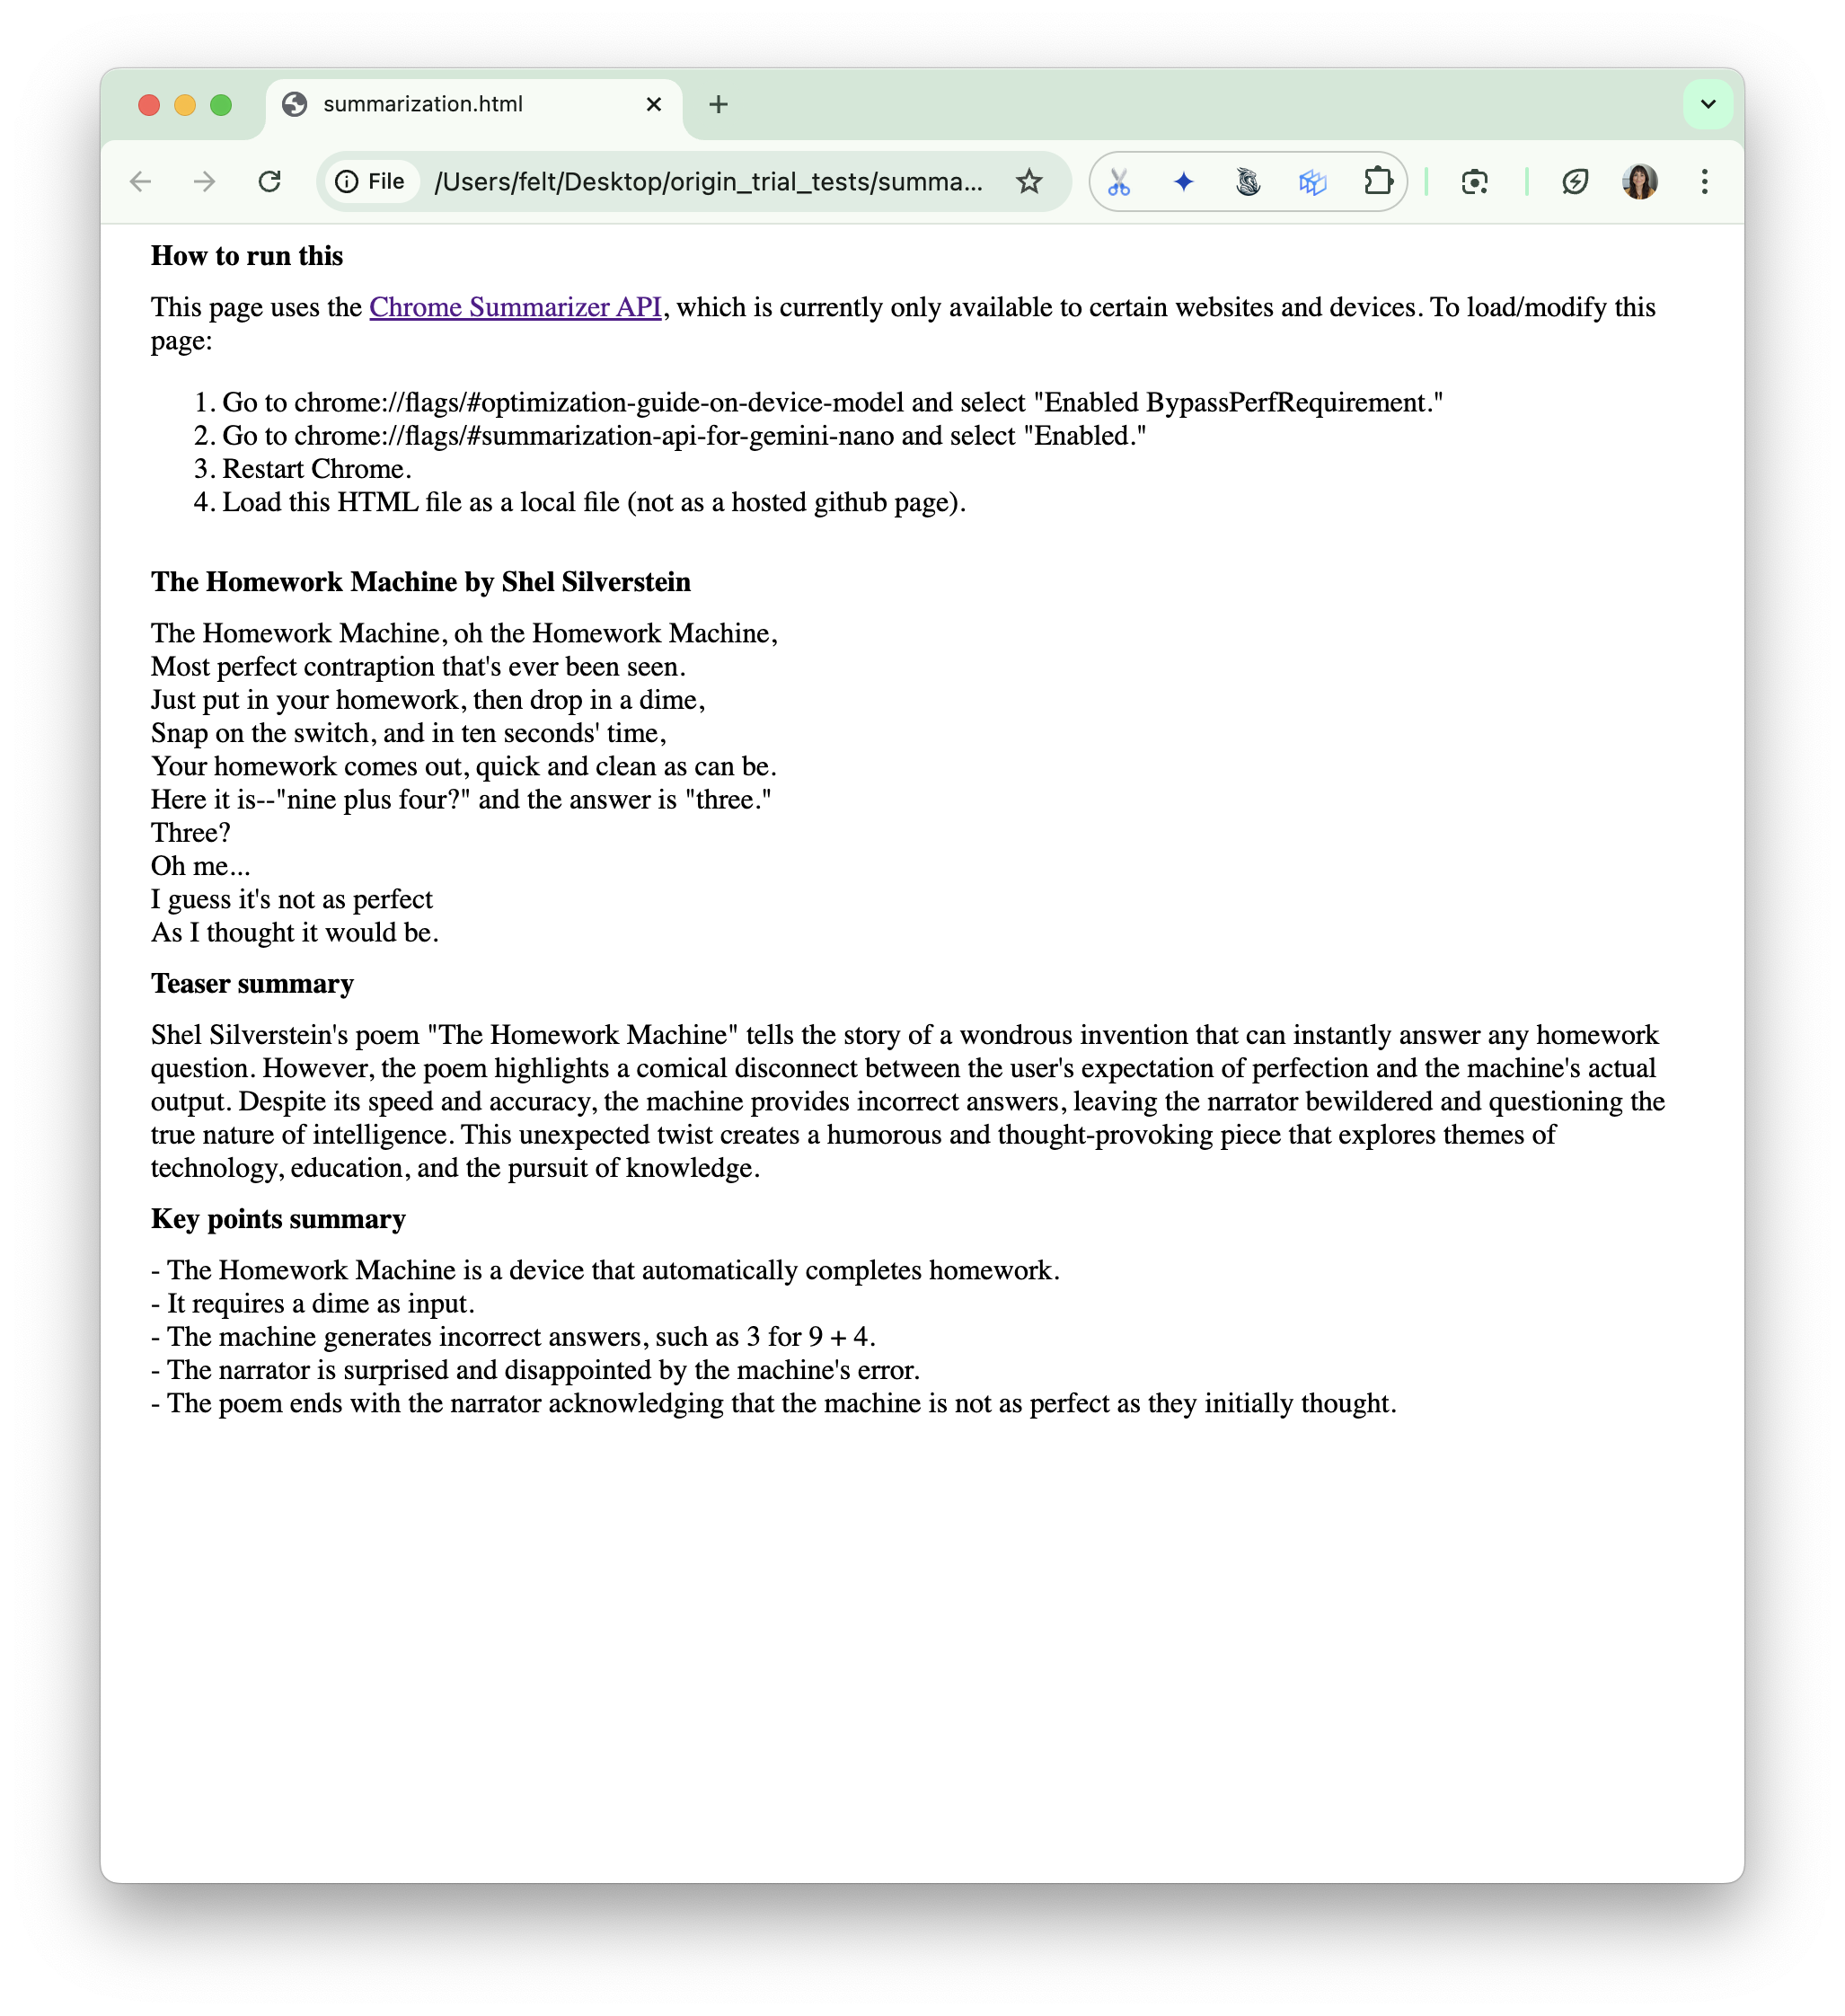 summarization.html
File
/Users/felt/Desktop/origin_trial_tests/summa...
How to run this
This page uses the Chrome Summarizer API, which is currently only available to certain websites and devices. To load/modify this
page:
1. Go to chrome://flags/#optimization-guide-on-device-model and select "Enabled BypassPerfRequirement."
2. Go to chrome://flags/#summarization-api-for-gemini-nano and select "Enabled."
3. Restart Chrome.
4. Load this HTML file as a local file (not as a hosted github page).
The Homework Machine by Shel Silverstein
The Homework Machine, oh the Homework Machine,
Most perfect contraption that's ever been seen.
Just put in your homework, then drop in a dime,
Snap on the switch, and in ten seconds' time,
Your homework comes out, quick and clean as can be.
Here it is--"nine plus four?" and the answer is "three."
Three?
Oh me...
I guess it's not as perfect
As I thought it would be.
Teaser summary
Shel Silverstein's poem "The Homework Machine" tells the story of a wondrous invention that can instantly answer any homework
question. However, the poem highlights a comical disconnect between the user's expectation of perfection and the machine's actual
output. Despite its speed and accuracy, the machine provides incorrect answers, leaving the narrator bewildered and questioning the
true nature of intelligence. This unexpected twist creates a humorous and thought-provoking piece that explores themes of
technology, education, and the pursuit of knowledge.
Key points summary
- The Homework Machine is a device that automatically completes homework.
- It requires a dime as input.
- The machine generates incorrect answers, such as 3 for 9 + 4.
- The narrator is surprised and disappointed by the machine's error.
- The poem ends with the narrator acknowledging that the machine is not as perfect as they initially thought.